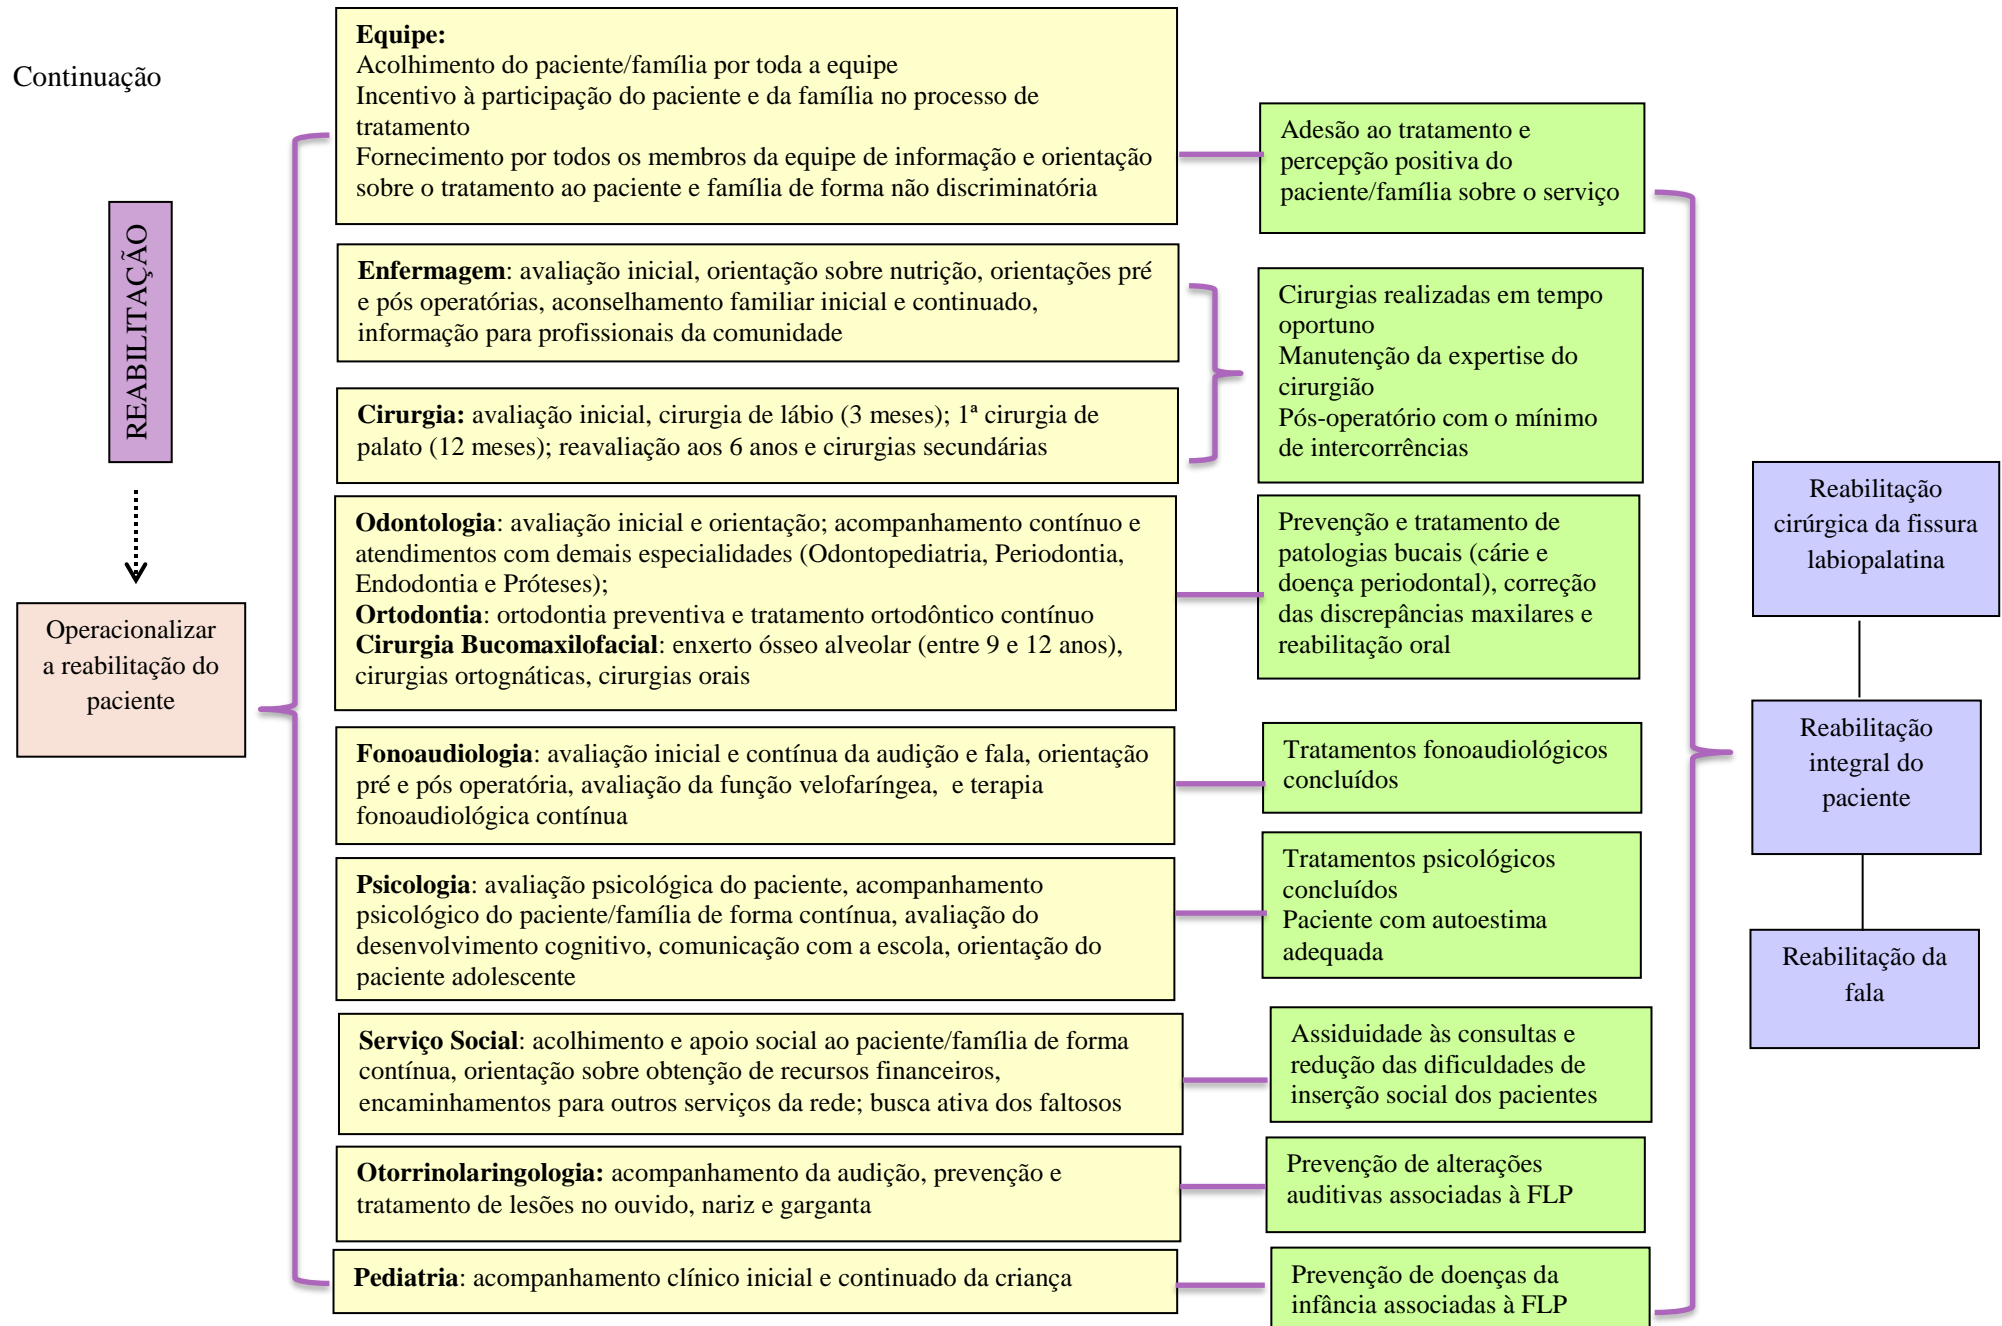 Continuação
REABILITAÇÃO
Operacionalizar
a reabilitação do
paciente
Equipe:
Acolhimento do paciente/família por toda a equipe
Incentivo à participação do paciente e da família no processo de
tratamento
Fornecimento por todos os membros da equipe de informação e orientação
sobre o tratamento ao paciente e família de forma não discriminatória
Adesão ao tratamento e
percepção positiva do
paciente/família sobre o serviço
Enfermagem: avaliação inicial, orientação sobre nutrição, orientações pré
e pós operatórias, aconselhamento familiar inicial e continuado,
informação para profissionais da comunidade
Cirurgia: avaliação inicial, cirurgia de lábio (3 meses); 1ª cirurgia de
palato (12 meses); reavaliação aos 6 anos e cirurgias secundárias
Cirurgias realizadas em tempo
oportuno
Manutenção da expertise do
cirurgião
Pós-operatório com o mínimo
de intercorrências
Odontologia: avaliação inicial e orientação; acompanhamento contínuo e
atendimentos com demais especialidades (Odontopediatria, Periodontia,
Endodontia e Próteses);
Ortodontia: ortodontia preventiva e tratamento ortodôntico contínuo
Cirurgia Bucomaxilofacial: enxerto ósseo alveolar (entre 9 e 12 anos),
cirurgias ortognáticas, cirurgias orais
Prevenção e tratamento de
patologias bucais (cárie e
doença periodontal), correção
das discrepâncias maxilares e
reabilitação oral
Fonoaudiologia: avaliação inicial e contínua da audição e fala, orientação
pré e pós operatória, avaliação da função velofaríngea,  e terapia
fonoaudiológica contínua
Tratamentos fonoaudiológicos
concluídos
Psicologia: avaliação psicológica do paciente, acompanhamento
psicológico do paciente/família de forma contínua, avaliação do
desenvolvimento cognitivo, comunicação com a escola, orientação do
paciente adolescente
Tratamentos psicológicos
concluídos
Paciente com autoestima
adequada
Serviço Social: acolhimento e apoio social ao paciente/família de forma
contínua, orientação sobre obtenção de recursos financeiros,
encaminhamentos para outros serviços da rede; busca ativa dos faltosos
Assiduidade às consultas e
redução das dificuldades de
inserção social dos pacientes
Otorrinolaringologia: acompanhamento da audição, prevenção e
tratamento de lesões no ouvido, nariz e garganta
Prevenção de alterações
auditivas associadas à FLP
Pediatria: acompanhamento clínico inicial e continuado da criança
Prevenção de doenças da
infância associadas à FLP
Reabilitação
cirúrgica da fissura
labiopalatina
Reabilitação
integral do
paciente
Reabilitação da
fala